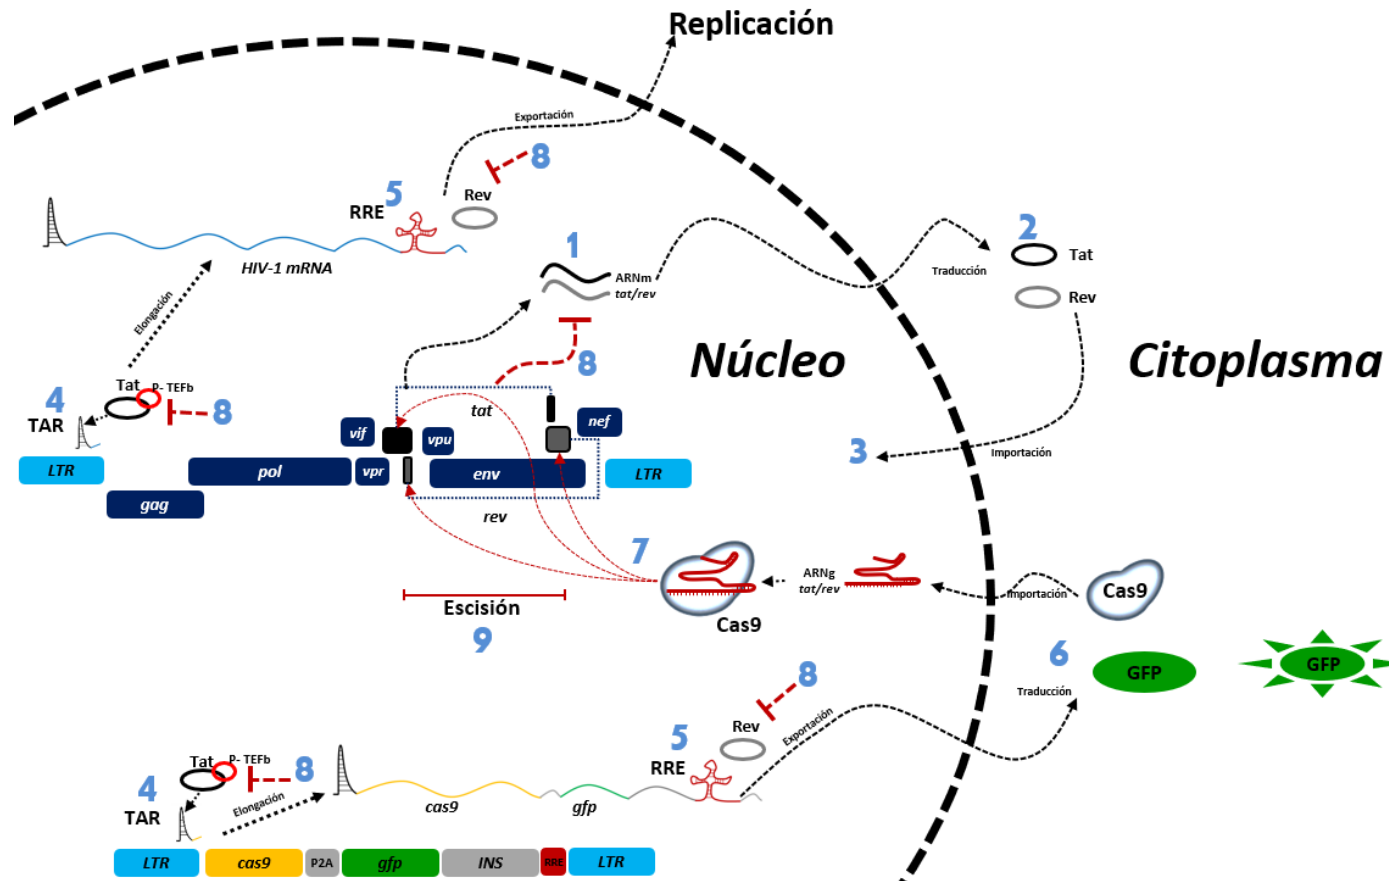 Replicación
Exportación
8
5
Rev
RRE
HIV-1 mRNA
1
ARNm
tat/rev
2
Tat
Traducción
Rev
Elongación
Núcleo
Citoplasma
8
4
Tat
P- TEFb
8
TAR
tat
vif
vpu
nef
3
Importación
LTR
pol
vpr
env
LTR
gag
rev
7
ARNg
tat/rev
Cas9
Importación
Cas9
Escisión
9
6
GFP
GFP
Traducción
8
Exportación
5
Rev
RRE
4
Tat
P- TEFb
8
Elongación
TAR
cas9
gfp
LTR
cas9
P2A
gfp
INS
RRE
LTR